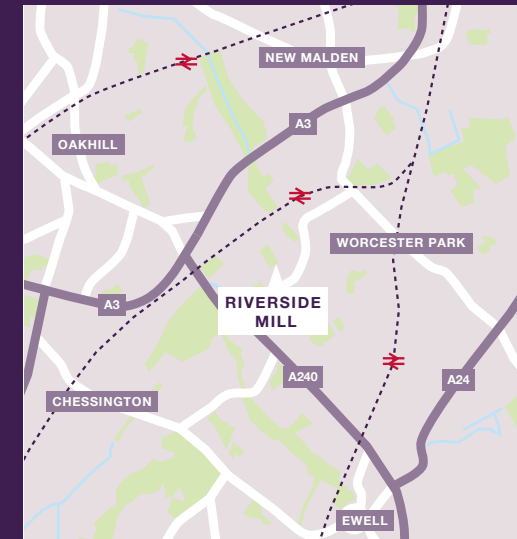 NEW MALDEN
A3
OAKHILL
WORCESTER PARK
A3
RIVERSIDE
MILL
A240
A24
CHESSINGTON
EWELL